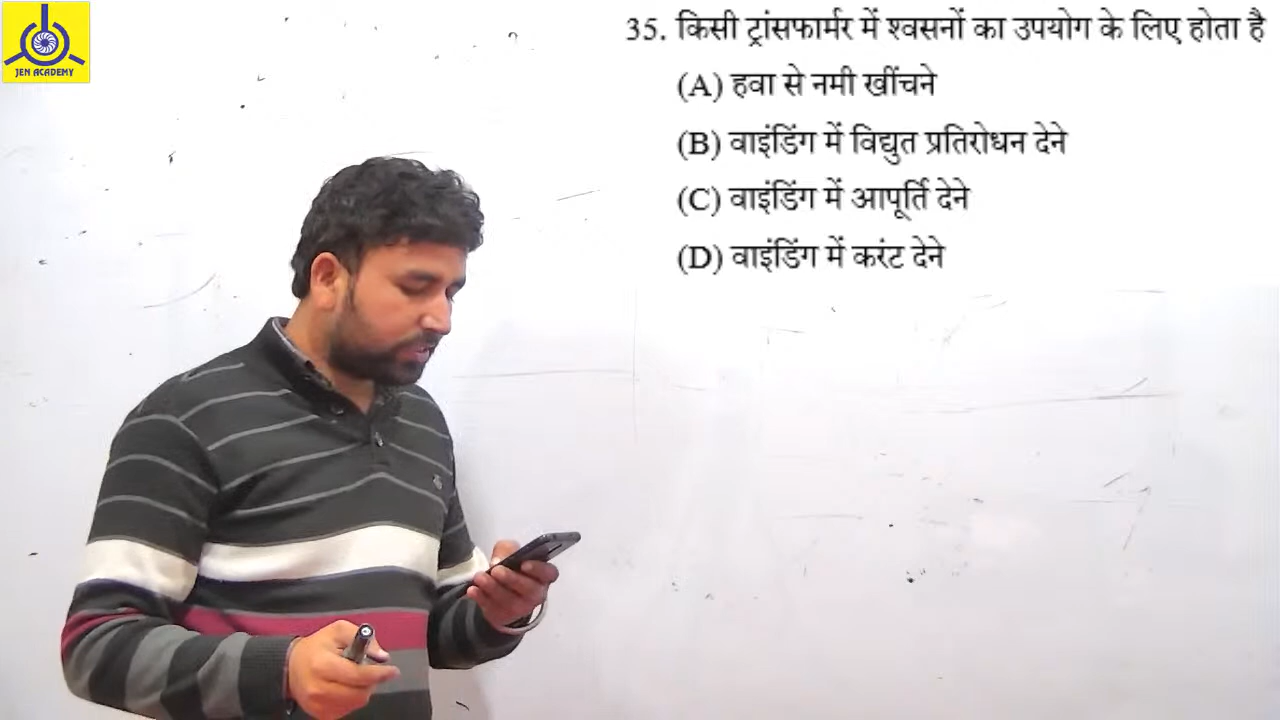 JEN ACADEMY
35. किसी ट्रांसफार्मर में श्वसनों का उपयोग के लिए होता है
(A) हवा से नमी खींचने
(B) वाइंडिंग में विद्युत प्रतिरोधन देने
(C) वाइंडिंग में आपूर्ति देने
(D) वाइंडिंग में करंट देने